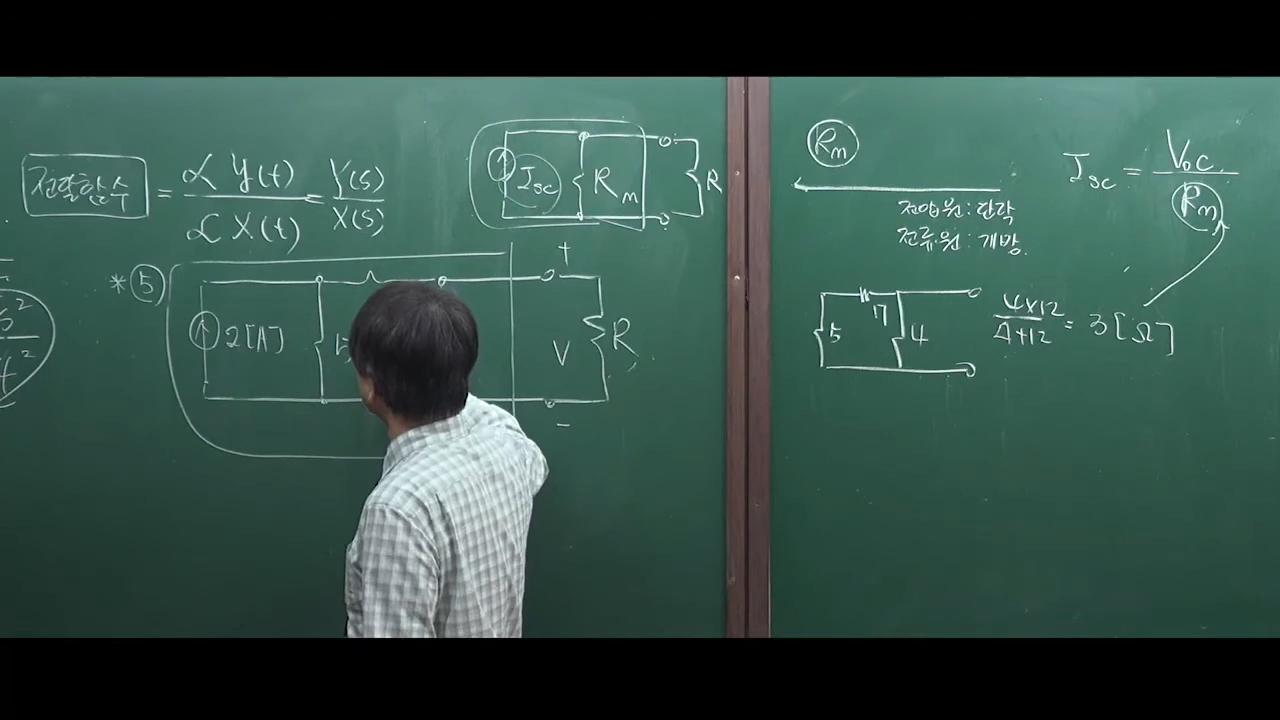 전달함수 = ℒ y(t) / ℒ x(t) = Y(s) / X(s)
Isc Rm R
*⑤ 2[A] + V - R
Rm
전압원: 단락
전류원: 개방.
Isc = Voc. / Rm
5 7 4
4×12 / 4+12 = 3[Ω]